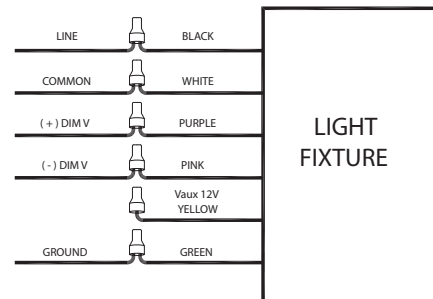 LINE BLACK
COMMON WHITE
( + ) DIM V PURPLE
( - ) DIM V PINK
Vaux 12V
YELLOW
GROUND GREEN
LIGHT
FIXTURE